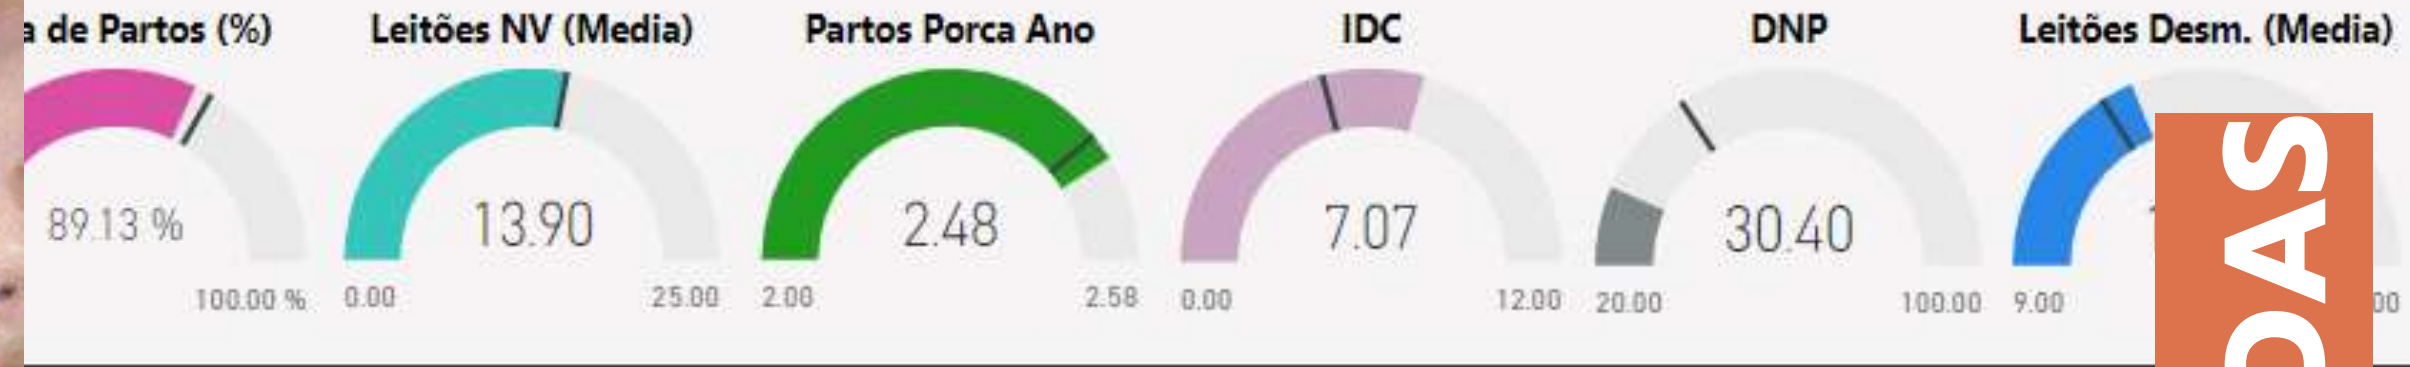 a de Partos (%)
Leitões NV (Media)
Partos Porca Ano
IDC
DNP
Leitões Desm. (Media)
89.13 %
13.90
2.48
7.07
30.40
100.00 %
0.00
25.00
2.00
2.58
0.00
12.00
20.00
100.00
9.00
00
DAS